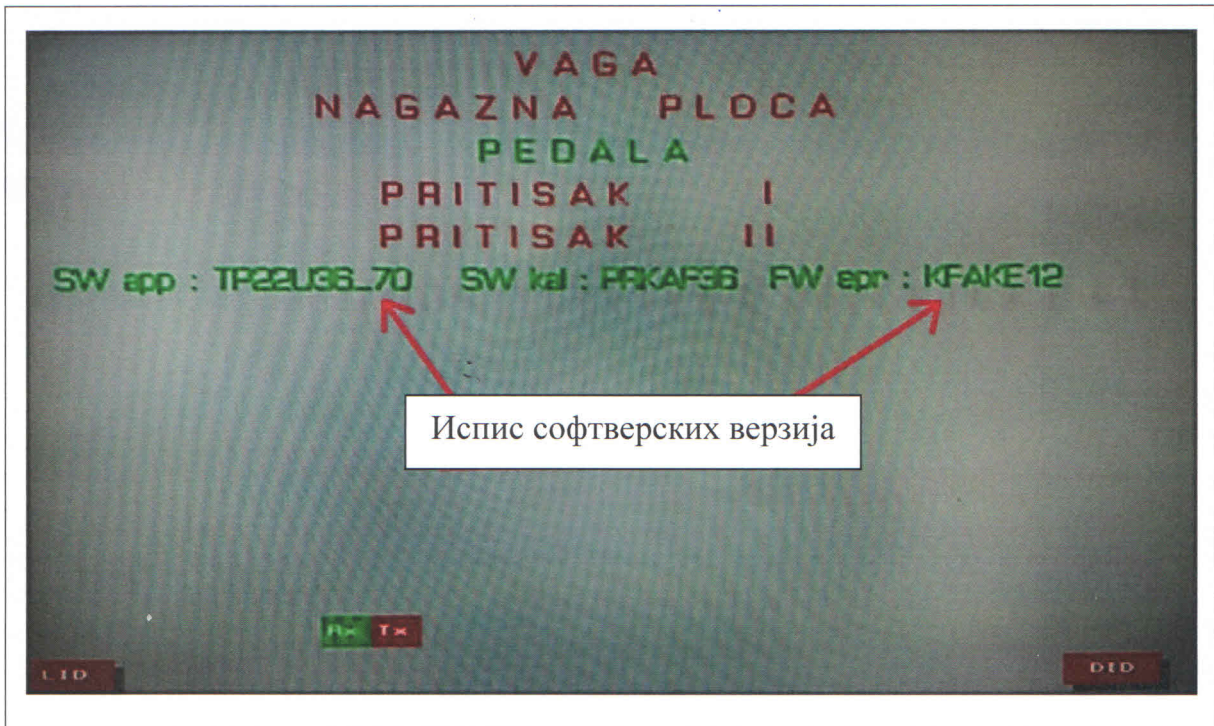 VAGA
NAGAZNA PLOCA
PEDALA
PRITISAK I
PRITISAK II
SW app : TP22U36_70 SW kal : PRKAP36 FW epr : KFAKE12
Испис софтверских верзија
Rx Tx
LID
DID